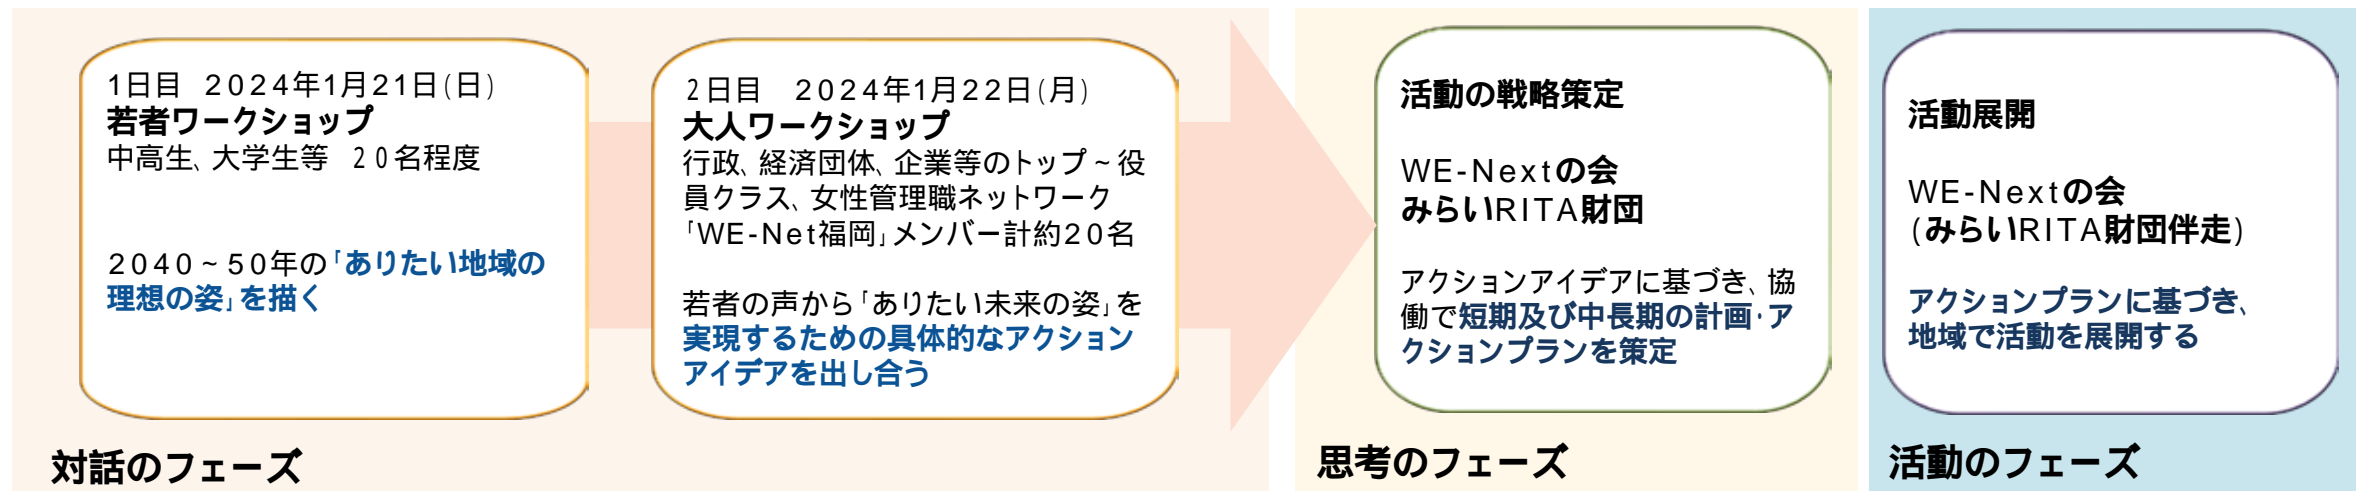 1日目 2024年1月21日(日)
若者ワークショップ
中高生、大学生等 20名程度
2040~50年の「ありたい地域の
理想の姿」を描く
2日目 2024年1月22日(月)
大人ワークショップ
行政、経済団体、企業等のトップ~役
員クラス、女性管理職ネットワーク
「WE-Net福岡」メンバー計約20名
若者の声から「ありたい未来の姿」を
実現するための具体的なアクション
アイデアを出し合う
対話のフェーズ
活動の戦略策定
WE-Nextの会
みらいRITA財団
アクションアイデアに基づき、協
働で短期及び中長期の計画・ア
クションプランを策定
思考のフェーズ
活動展開
WE-Nextの会
(みらいRITA財団伴走)
アクションプランに基づき、
地域で活動を展開する
活動のフェーズ